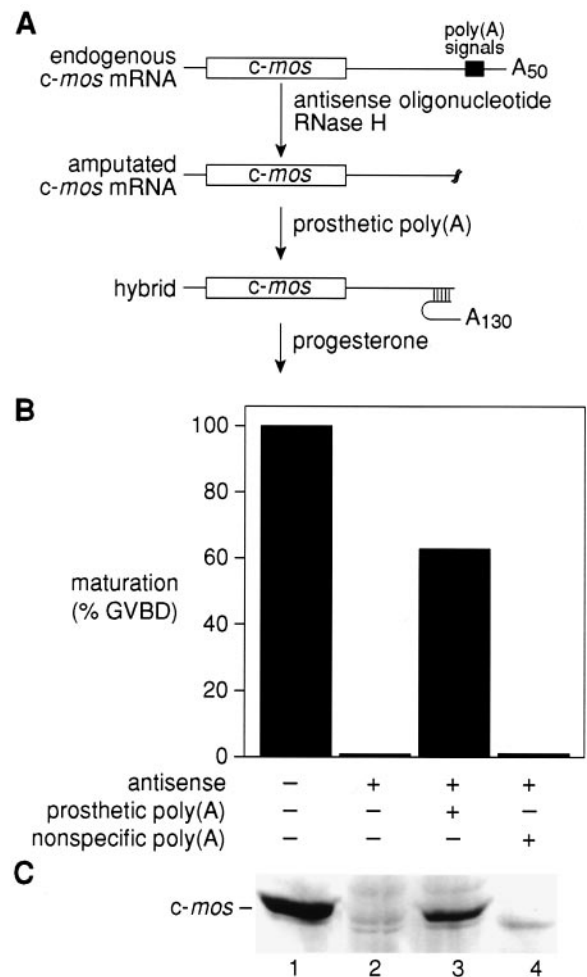 A
poly(A)
signals
endogenous
c-mos mRNA
c-mos
A50
antisense oligonucleotide
RNase H
amputated
c-mos mRNA
c-mos
prosthetic poly(A)
hybrid
c-mos
A130
progesterone
B
100
80
60
40
20
0
maturation
(% GVBD)
antisense – + + +
prosthetic poly(A) – – + –
nonspecific poly(A) – – – +
C
c-mos –
1 2 3 4